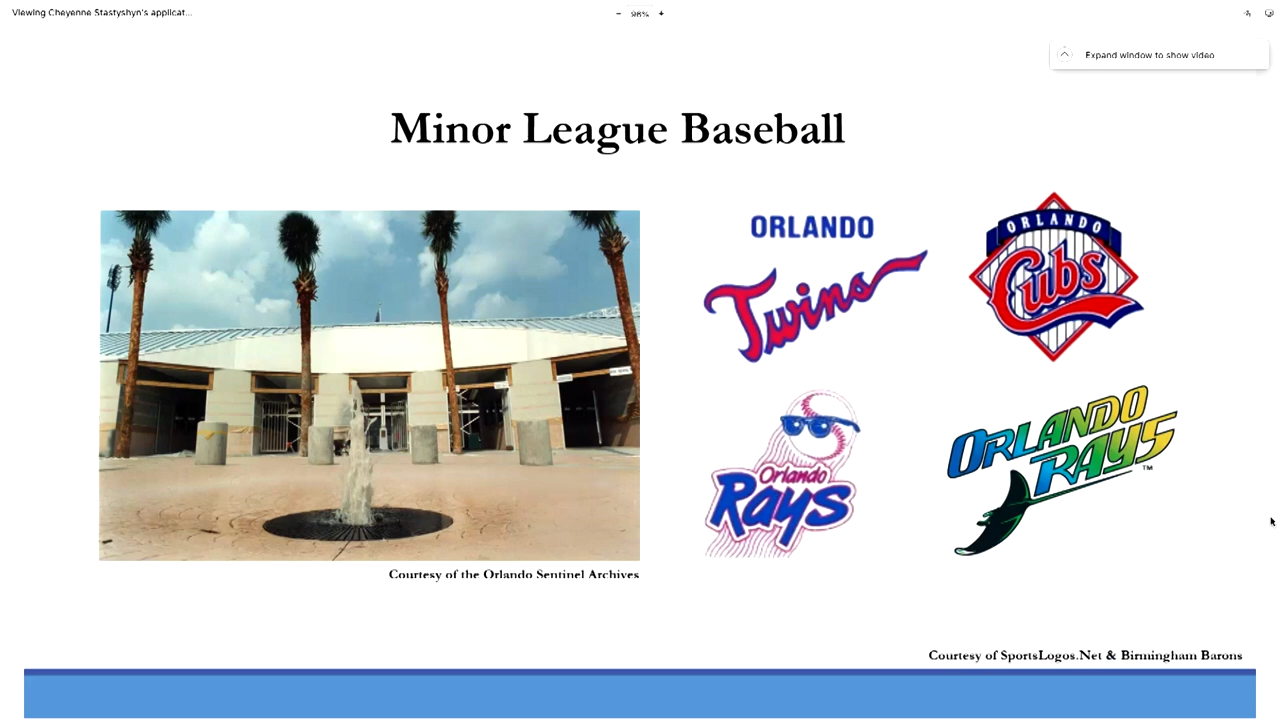 Viewing Cheyenne Stastyshyn's applicat...
− 96% +
Expand window to show video
Minor League Baseball
ORLANDO
Twins
ORLANDO
Cubs
Orlando
Rays
ORLANDO
RAYS
TM
Courtesy of the Orlando Sentinel Archives
Courtesy of SportsLogos.Net & Birmingham Barons